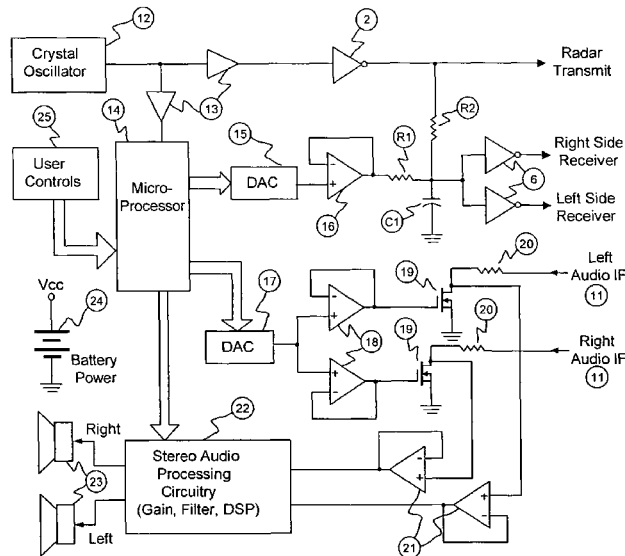 12
2
Crystal
Oscillator
Radar
Transmit
13
R2
25
14
15
R1
User
Controls
Micro-
Processor
DAC
-
+
16
C1
Right Side
Receiver
6
Left Side
Receiver
20
19
Left
Audio IF
11
17
Vcc
24
Battery
Power
DAC
-
+
18
+
-
19
20
Right
Audio IF
11
22
Right
Stereo Audio
Processing
Circuitry
(Gain, Filter, DSP)
23
Left
-
+
21
+
-